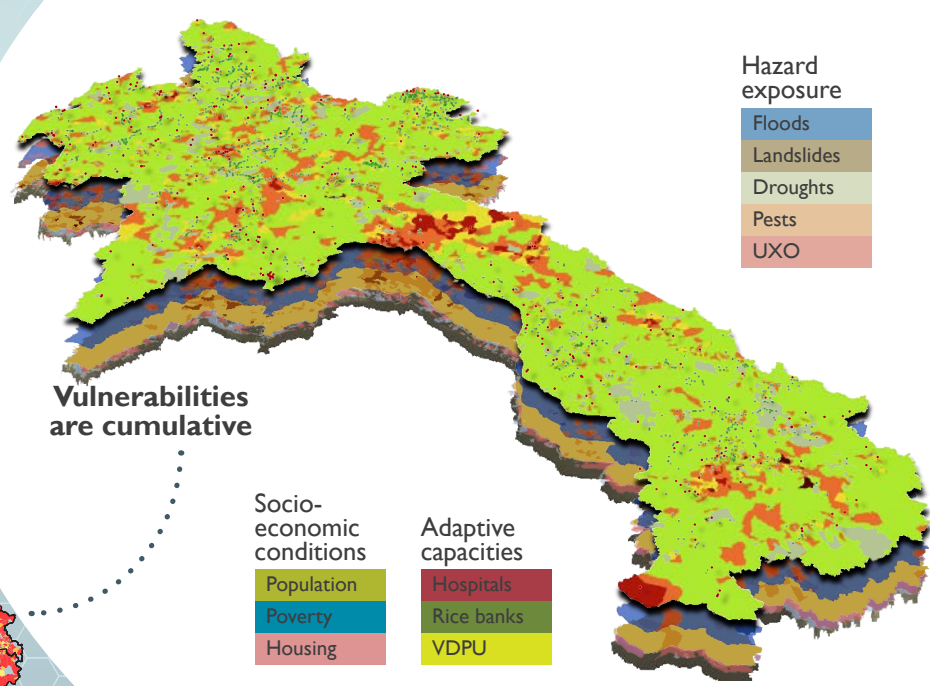 Hazard
exposure
Floods
Landslides
Droughts
Pests
UXO
Vulnerabilities
are cumulative
Socio-
economic
conditions
Population
Poverty
Housing
Adaptive
capacities
Hospitals
Rice banks
VDPU